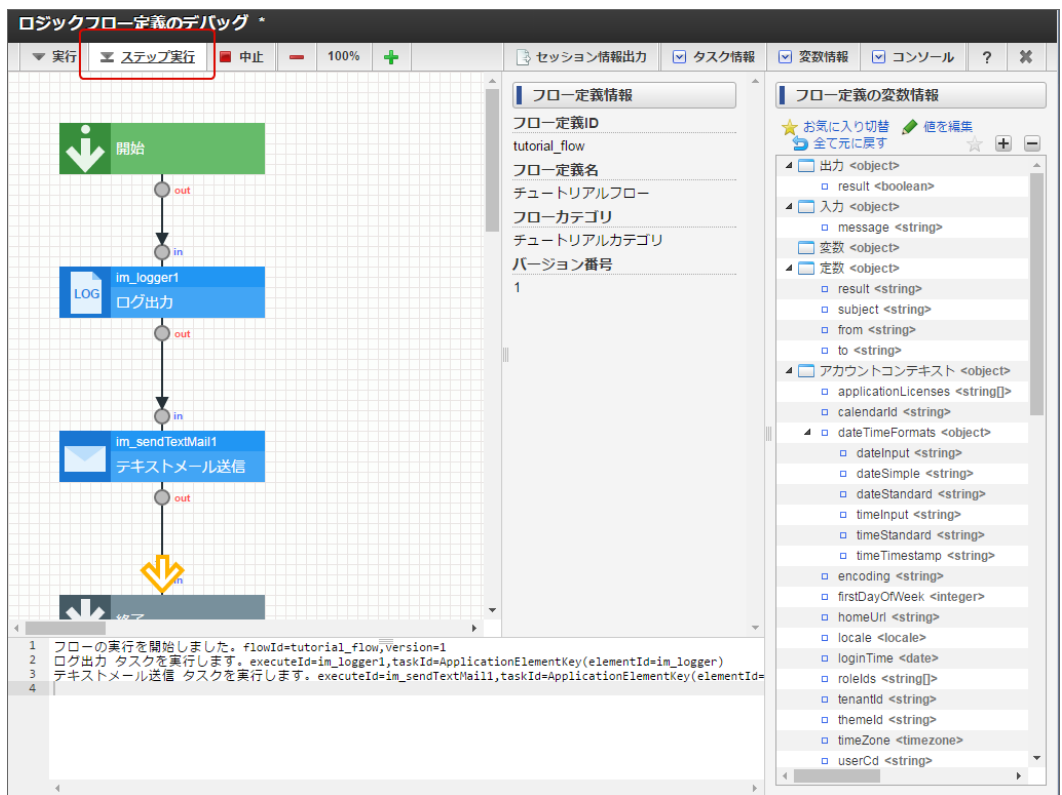 ロジックフロー定義のデバッグ *
実行 ステップ実行 中止 100% セッション情報出力 タスク情報 変数情報 コンソール ?
開始
out
in
im_logger1
LOG
ログ出力
out
in
im_sendTextMail1
テキストメール送信
out
in
終了
フロー定義情報
フロー定義ID
tutorial_flow
フロー定義名
チュートリアルフロー
フローカテゴリ
チュートリアルカテゴリ
バージョン番号
1
フロー定義の変数情報
お気に入り切替 値を編集
全て元に戻す
出力 <object>
result <boolean>
入力 <object>
message <string>
変数 <object>
定数 <object>
result <string>
subject <string>
from <string>
to <string>
アカウントコンテキスト <object>
applicationLicenses <string[]>
calendarId <string>
dateTimeFormats <object>
dateInput <string>
dateSimple <string>
dateStandard <string>
timeInput <string>
timeStandard <string>
timeTimestamp <string>
encoding <string>
firstDayOfWeek <integer>
homeUrl <string>
locale <locale>
loginTime <date>
roleIds <string[]>
tenantId <string>
themeId <string>
timeZone <timezone>
userCd <string>
1 フローの実行を開始しました。flowId=tutorial_flow,version=1
2 ログ出力 タスクを実行します。executeId=im_logger1,taskId=ApplicationElementKey(elementId=im_logger)
3 テキストメール送信 タスクを実行します。executeId=im_sendTextMail1,taskId=ApplicationElementKey(elementId=
4